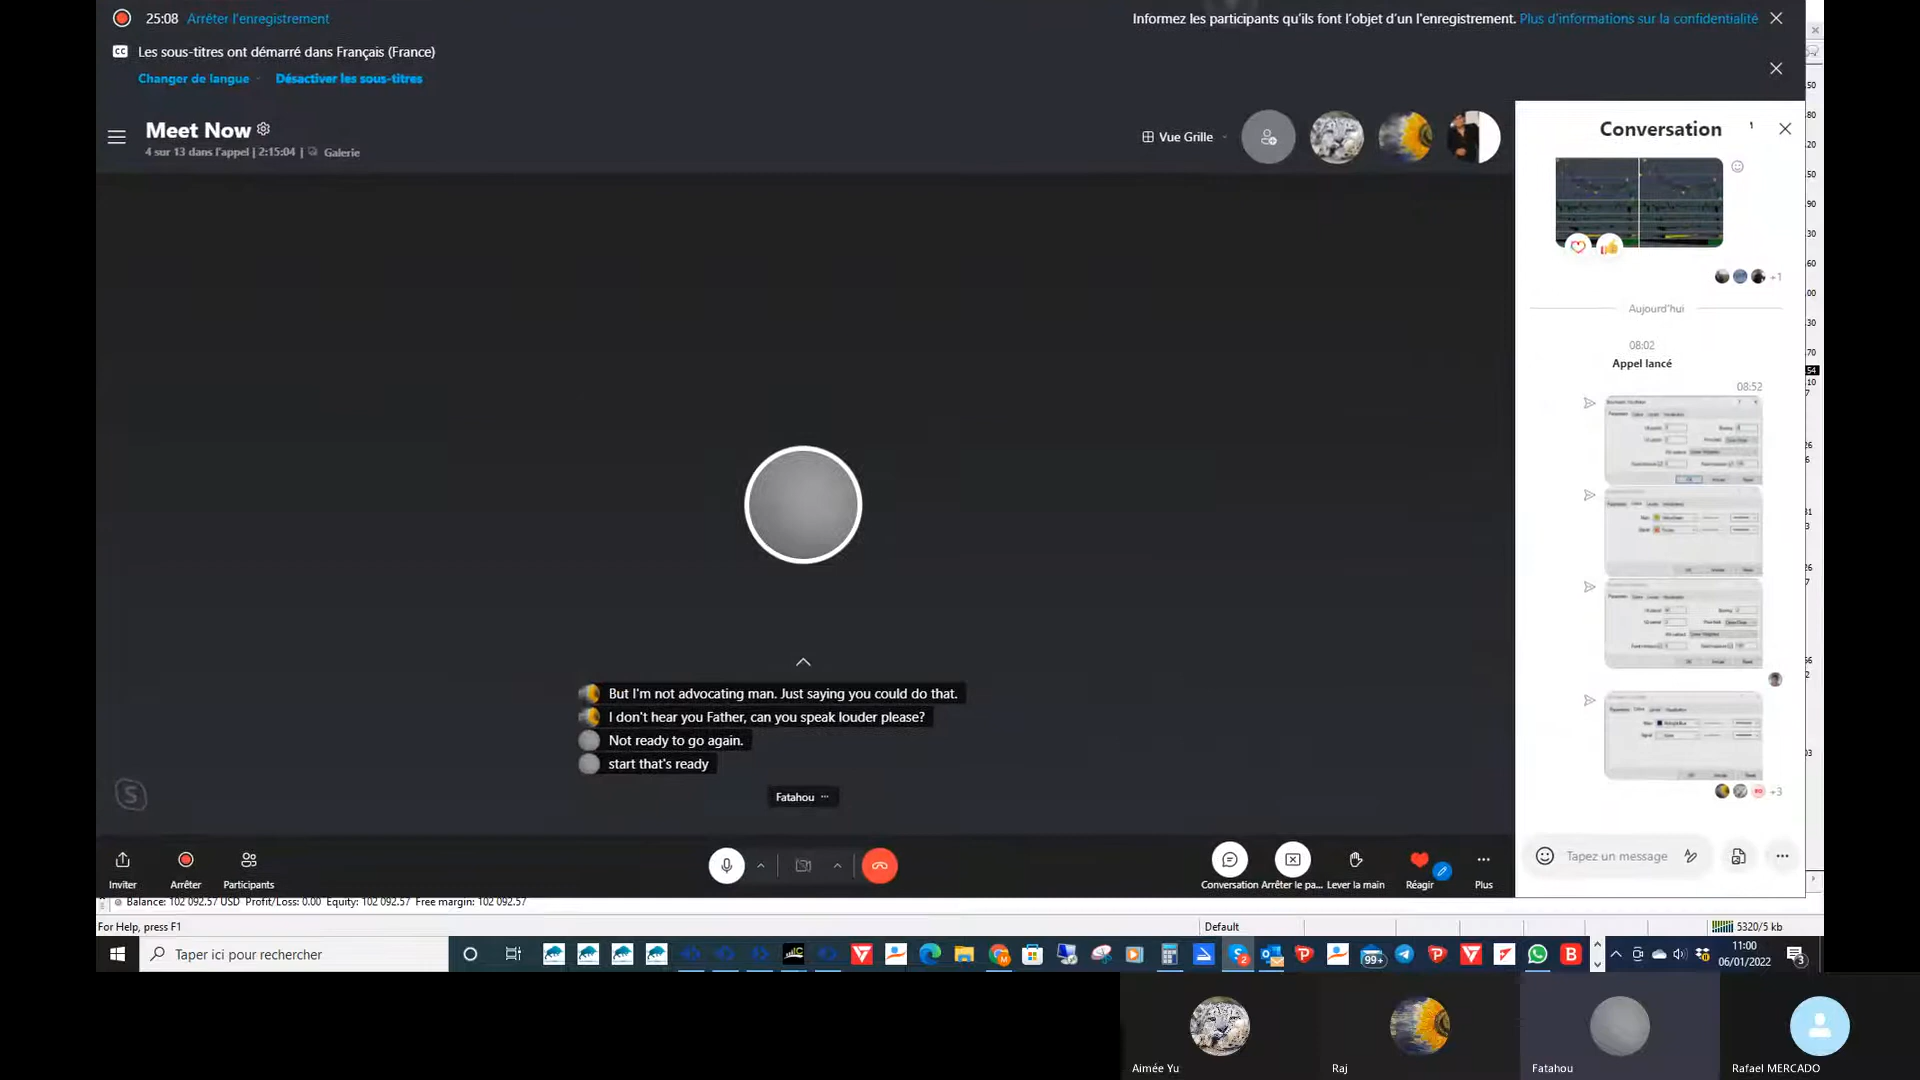 25:08 Arrêter l'enregistrement
Informez les participants qu'ils font l'objet d'un l'enregistrement. Plus d'informations sur la confidentialité
CC Les sous-titres ont démarré dans Français (France)
Changer de langue
Désactiver les sous-titres
Meet Now
4 sur 13 dans l'appel | 2:15:04 | Galerie
Vue Grille
Conversation
+1
Aujourd'hui
08:02
Appel lancé
08:52
But I'm not advocating man. Just saying you could do that.
I don't hear you Father, can you speak louder please?
Not ready to go again.
start that's ready
Fatahou
+3
Tapez un message
Inviter
Arrêter
Participants
Conversation
Arrêter le pa...
Lever la main
Réagir
Plus
Balance: 102 092.57 USD Profit/Loss: 0.00 Equity: 102 092.57 Free margin: 102 092.57
For Help, press F1
Default
5320/5 kb
Taper ici pour rechercher
99+
11:00
06/01/2022
3
Aimée Yu
Raj
Fatahou
Rafael MERCADO